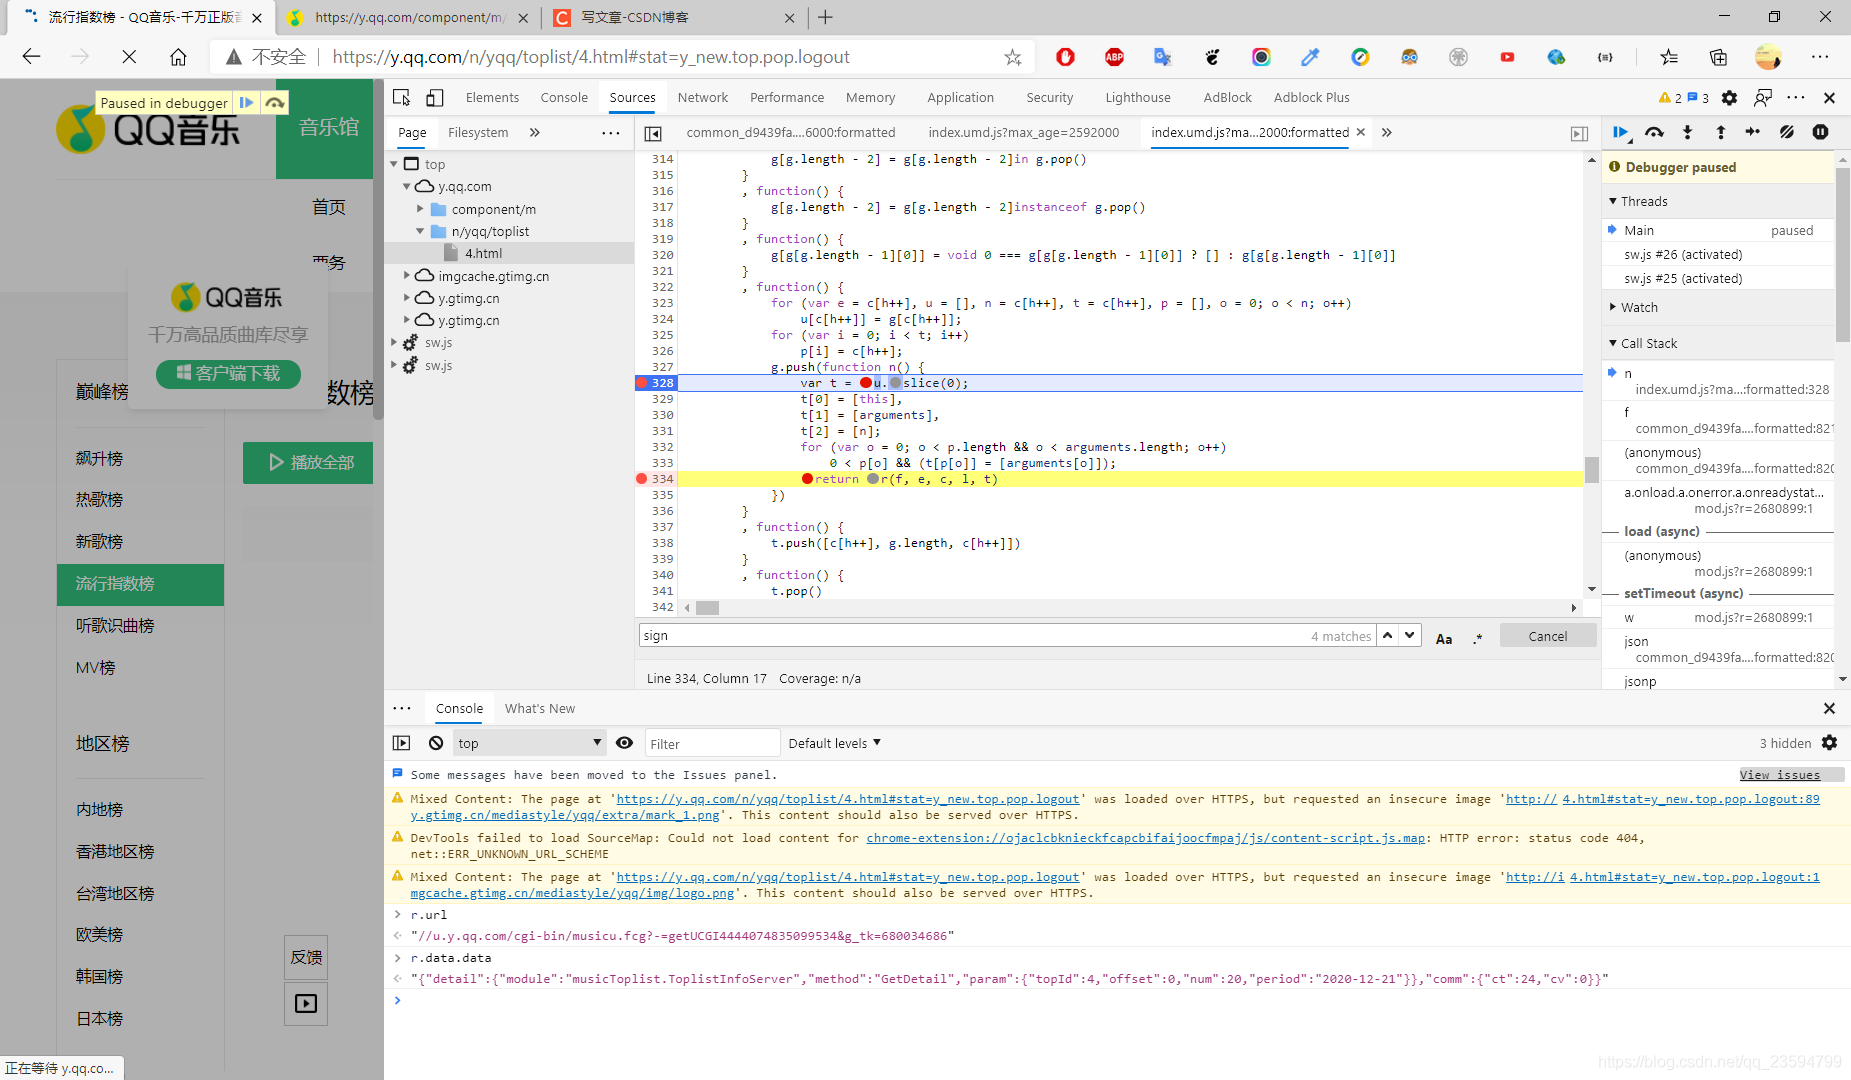 流行指数榜 - QQ音乐-千万正版音
https://y.qq.com/component/m/
写文章-CSDN博客
不安全
https://y.qq.com/n/yqq/toplist/4.html#stat=y_new.top.pop.logout
Paused in debugger
QQ音乐
音乐馆
首页
票务
QQ音乐
千万高品质曲库尽享
客户端下载
巅峰榜
数榜
飙升榜
播放全部
热歌榜
新歌榜
流行指数榜
听歌识曲榜
MV榜
地区榜
内地榜
香港地区榜
台湾地区榜
欧美榜
韩国榜
日本榜
反馈
正在等待 y.qq.co...
Elements Console Sources Network Performance Memory Application Security Lighthouse AdBlock Adblock Plus
2 3
Page Filesystem
top
y.qq.com
component/m
n/yqq/toplist
4.html
imgcache.gtimg.cn
y.gtimg.cn
y.gtimg.cn
sw.js
sw.js
common_d9439fa....6000:formatted index.umd.js?max_age=2592000 index.umd.js?ma...2000:formatted
314 g[g.length - 2] = g[g.length - 2]in g.pop()
315 }
316 , function() {
317 g[g.length - 2] = g[g.length - 2]instanceof g.pop()
318 }
319 , function() {
320 g[g[g.length - 1][0]] = void 0 === g[g[g.length - 1][0]] ? [] : g[g[g.length - 1][0]]
321 }
322 , function() {
323 for (var e = c[h++], u = [], n = c[h++], t = c[h++], p = [], o = 0; o < n; o++)
324 u[c[h++]] = g[c[h++]];
325 for (var i = 0; i < t; i++)
326 p[i] = c[h++];
327 g.push(function n() {
328 var t = u.slice(0);
329 t[0] = [this],
330 t[1] = [arguments],
331 t[2] = [n];
332 for (var o = 0; o < p.length && o < arguments.length; o++)
333 0 < p[o] && (t[p[o]] = [arguments[o]]);
334 return r(f, e, c, l, t)
335 })
336 }
337 , function() {
338 t.push([c[h++], g.length, c[h++]])
339 }
340 , function() {
341 t.pop()
342
sign 4 matches Aa .* Cancel
Line 334, Column 17 Coverage: n/a
Debugger paused
Threads
Main paused
sw.js #26 (activated)
sw.js #25 (activated)
Watch
Call Stack
n
index.umd.js?ma...:formatted:328
f
common_d9439fa....formatted:821
(anonymous)
common_d9439fa....formatted:820
a.onload.a.onerror.a.onreadystat...
mod.js?r=2680899:1
load (async)
(anonymous)
mod.js?r=2680899:1
setTimeout (async)
w mod.js?r=2680899:1
json
common_d9439fa....formatted:820
jsonp
Console What's New
top Filter Default levels 3 hidden
Some messages have been moved to the Issues panel. View issues
Mixed Content: The page at 'https://y.qq.com/n/yqq/toplist/4.html#stat=y_new.top.pop.logout' was loaded over HTTPS, but requested an insecure image 'http:// 4.html#stat=y_new.top.pop.logout:89
y.gtimg.cn/mediastyle/yqq/extra/mark_1.png'. This content should also be served over HTTPS.
DevTools failed to load SourceMap: Could not load content for chrome-extension://ojaclcbknieckfcapcbifaijoocfmpaj/js/content-script.js.map: HTTP error: status code 404,
net::ERR_UNKNOWN_URL_SCHEME
Mixed Content: The page at 'https://y.qq.com/n/yqq/toplist/4.html#stat=y_new.top.pop.logout' was loaded over HTTPS, but requested an insecure image 'http://i 4.html#stat=y_new.top.pop.logout:1
mgcache.gtimg.cn/mediastyle/yqq/img/logo.png'. This content should also be served over HTTPS.
r.url
"//u.y.qq.com/cgi-bin/musicu.fcg?-=getUCGI4444074835099534&g_tk=680034686"
r.data.data
"{"detail":{"module":"musicToplist.ToplistInfoServer","method":"GetDetail","param":{"topId":4,"offset":0,"num":20,"period":"2020-12-21"}},"comm":{"ct":24,"cv":0}}"
https://blog.csdn.net/qq_23594799